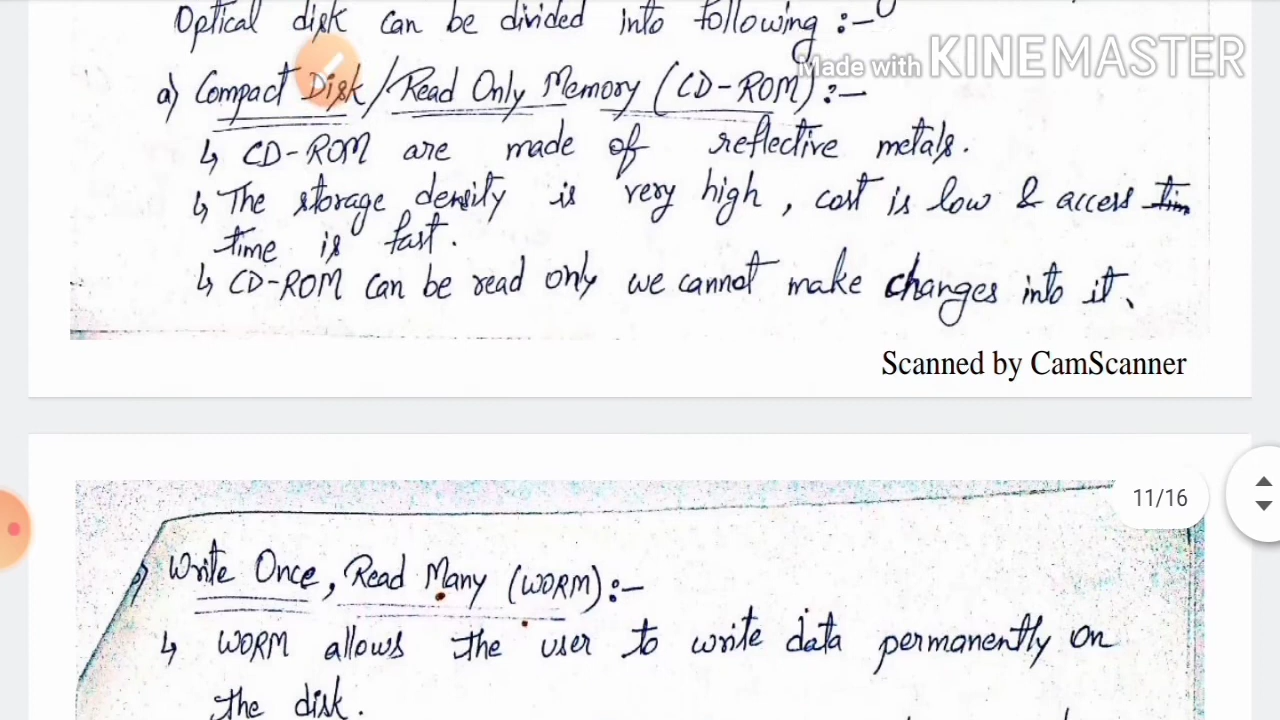 Optical disk can be divided into following :-
Made with KINEMASTER
a) Compact Disk/Read Only Memory (CD-ROM) :-
↳ CD-ROM are made of reflective metals.
↳ The storage density is very high, cost is low & access tim
time is fast.
↳ CD-ROM can be read only we cannot make changes into it.
Scanned by CamScanner
11/16
b) Write Once, Read Many (WORM) :-
↳ WORM allows the user to write data permanently on
the disk.